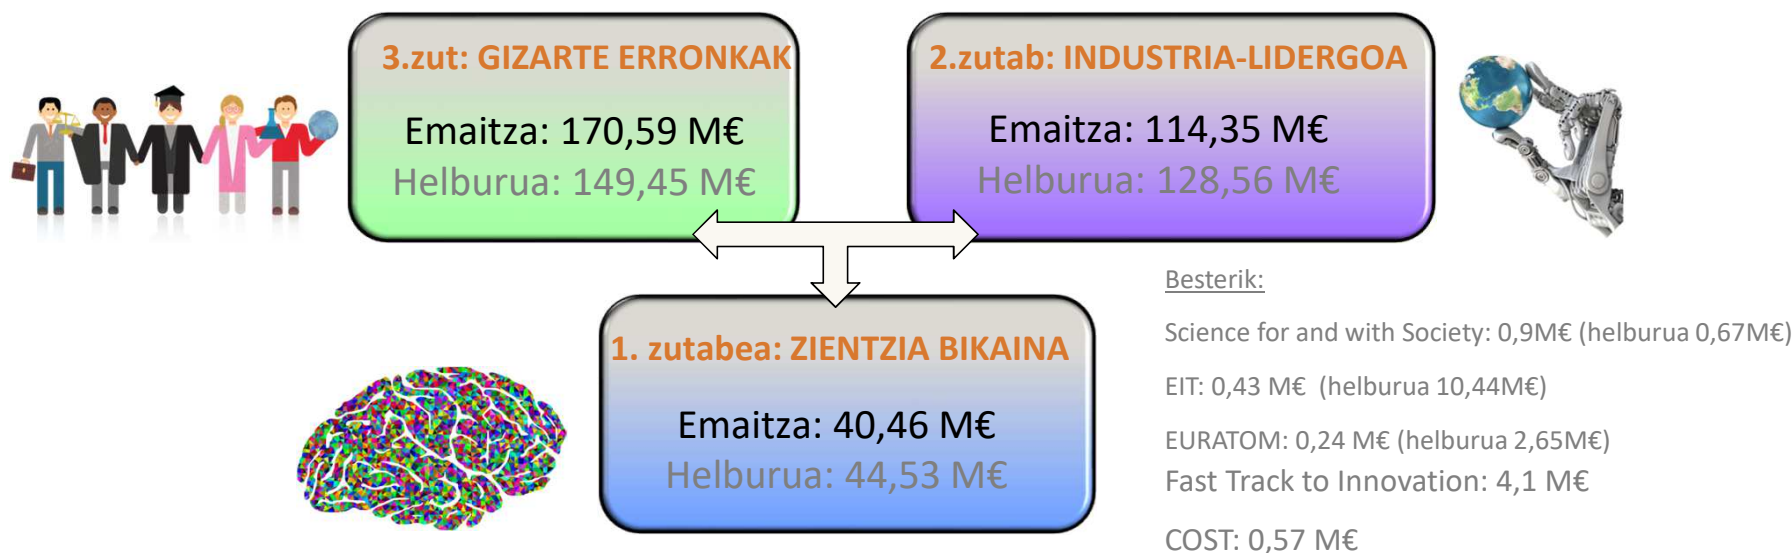 3.zut: GIZARTE ERRONKAK
Emaitza: 170,59 M€
Helburua: 149,45 M€
2.zutab: INDUSTRIA-LIDERGOA
Emaitza: 114,35 M€
Helburua: 128,56 M€
1. zutabea: ZIENTZIA BIKAINA
Emaitza: 40,46 M€
Helburua: 44,53 M€
Besterik:
Science for and with Society: 0,9M€ (helburua 0,67M€)
EIT: 0,43 M€ (helburua 10,44M€)
EURATOM: 0,24 M€ (helburua 2,65M€)
Fast Track to Innovation: 4,1 M€
COST: 0,57 M€